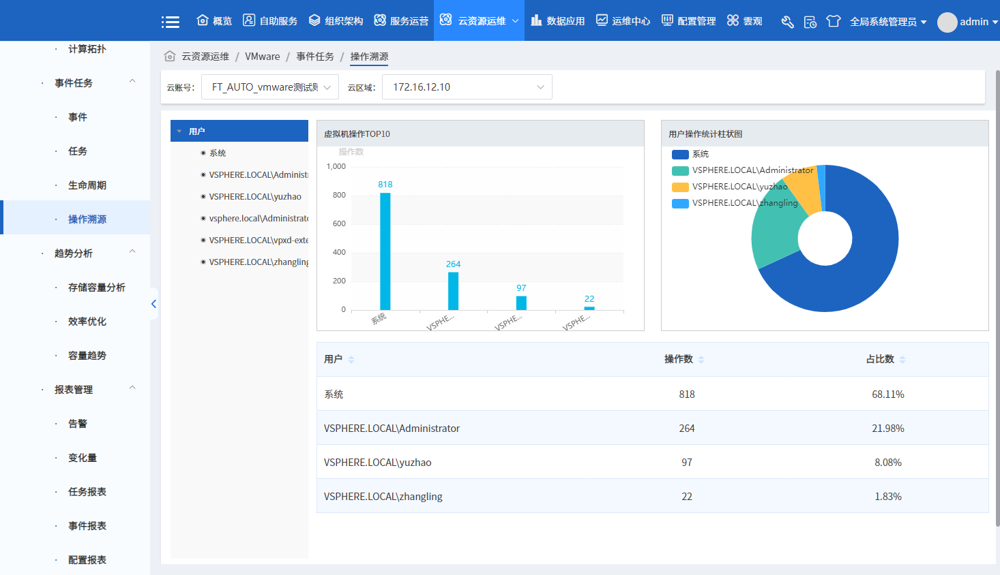 概览
自助服务
组织架构
服务运营
云资源运维
数据应用
运维中心
配置管理
雲观
全局系统管理员
admin
计算拓扑
事件任务
事件
任务
生命周期
操作溯源
趋势分析
存储容量分析
效率优化
容量趋势
报表管理
告警
变化量
任务报表
事件报表
配置报表
云资源运维 / VMware / 事件任务 / 操作溯源
云账号： FT_AUTO_vmware测试账
云区域： 172.16.12.10
用户
系统
VSPHERE.LOCAL\Administr
VSPHERE.LOCAL\yuzhao
vsphere.local\Administrato
VSPHERE.LOCAL\vpxd-exte
VSPHERE.LOCAL\zhangling
虚拟机操作TOP10
操作数
1,000
800
600
400
200
0
818
264
97
22
系统
VSPHE...
VSPHE...
VSPHE...
用户操作统计柱状图
系统
VSPHERE.LOCAL\Administrator
VSPHERE.LOCAL\yuzhao
VSPHERE.LOCAL\zhangling
用户 操作数 占比数
系统 818 68.11%
VSPHERE.LOCAL\Administrator 264 21.98%
VSPHERE.LOCAL\yuzhao 97 8.08%
VSPHERE.LOCAL\zhangling 22 1.83%